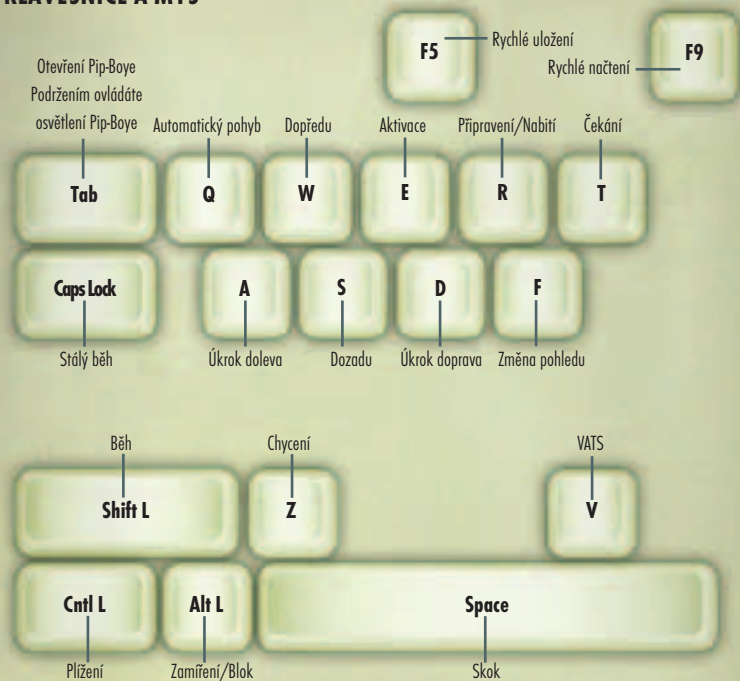 KLÁVESNICE A MYŠ
F5
Rychlé uložení
F9
Rychlé načtení
Otevření Pip-Boye
Podržením ovládáte
osvětlení Pip-Boye
Automatický pohyb
Dopředu
Aktivace
Připravení/Nabití
Čekání
Tab
Q
W
E
R
T
Caps Lock
A
S
D
F
Stálý běh
Úkrok doleva
Dozadu
Úkrok doprava
Změna pohledu
Běh
Chycení
VATS
Shift L
Z
V
Cntl L
Alt L
Space
Plížení
Zamíření/Blok
Skok